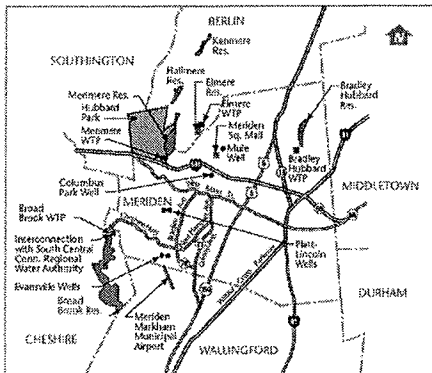 BERLIN
Kenmere
Res.
SOUTHINGTON
Hallmere
Res.
Elmere
Res.
Bradley
Hubbard
Res.
Merimere Res.
Hubbard
Park
Elmere
WTP
Meriden
Sq. Mall
Merimere
WTP
Mule
Well
Bradley
Hubbard
WTP
Columbus
Park Well
MIDDLETOWN
Broad
Brook WTP
MERIDEN
Interconnection
with South Central
Conn. Regional
Water Authority
Platt-
Lincoln
Wells
Evansville Wells
Broad
Brook Res.
DURHAM
Meriden
Markham
Municipal
Airport
CHESHIRE
WALLINGFORD